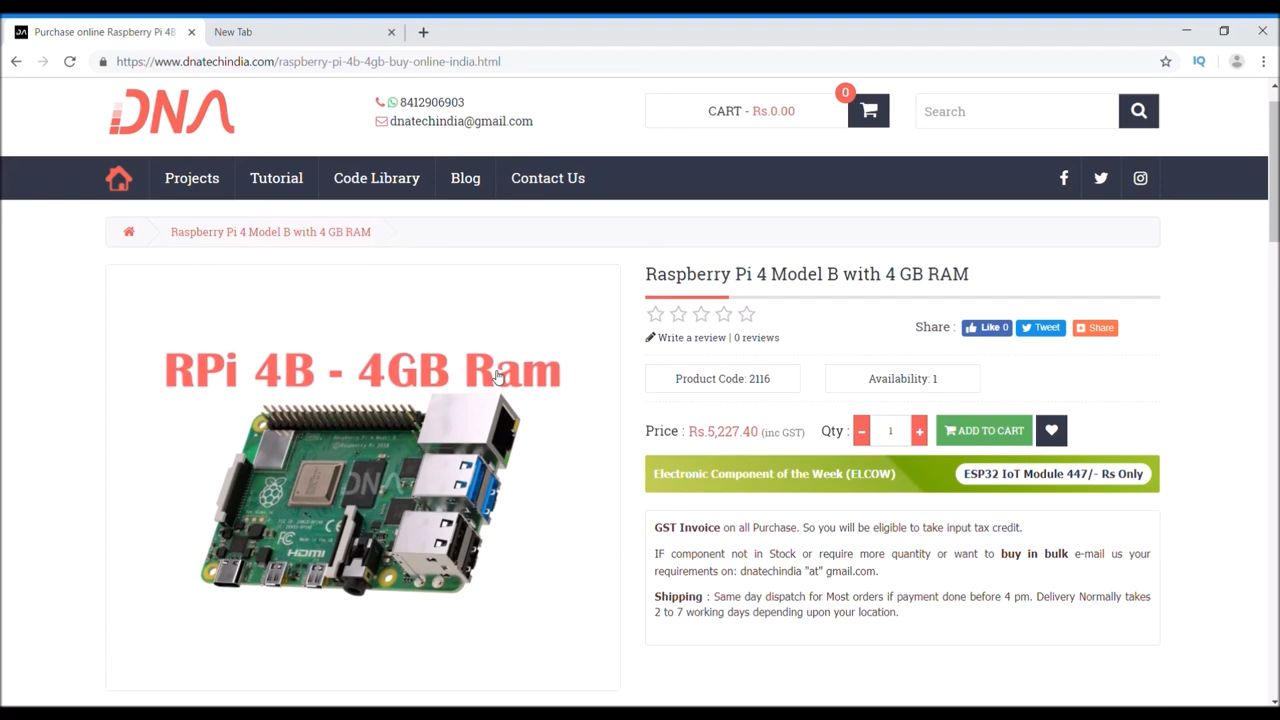 Purchase online Raspberry Pi 4B
New Tab
https://www.dnatechindia.com/raspberry-pi-4b-4gb-buy-online-india.html
IQ
DNA
8412906903
dnatechindia@gmail.com
CART - Rs.0.00
0
Search
Projects
Tutorial
Code Library
Blog
Contact Us
Raspberry Pi 4 Model B with 4 GB RAM
Raspberry Pi 4 Model B with 4 GB RAM
Write a review | 0 reviews
Share :
Like 0
Tweet
Share
RPi 4B - 4GB Ram
Raspberry Pi 4 Model B
DNA
HDMI
Product Code: 2116
Availability: 1
Price : Rs.5,227.40 (inc GST)
Qty :
- 1 +
ADD TO CART
Electronic Component of the Week (ELCOW)
ESP32 IoT Module 447/- Rs Only
GST Invoice on all Purchase. So you will be eligible to take input tax credit.
IF component not in Stock or require more quantity or want to buy in bulk e-mail us your
requirements on: dnatechindia "at" gmail.com.
Shipping : Same day dispatch for Most orders if payment done before 4 pm. Delivery Normally takes
2 to 7 working days depending upon your location.